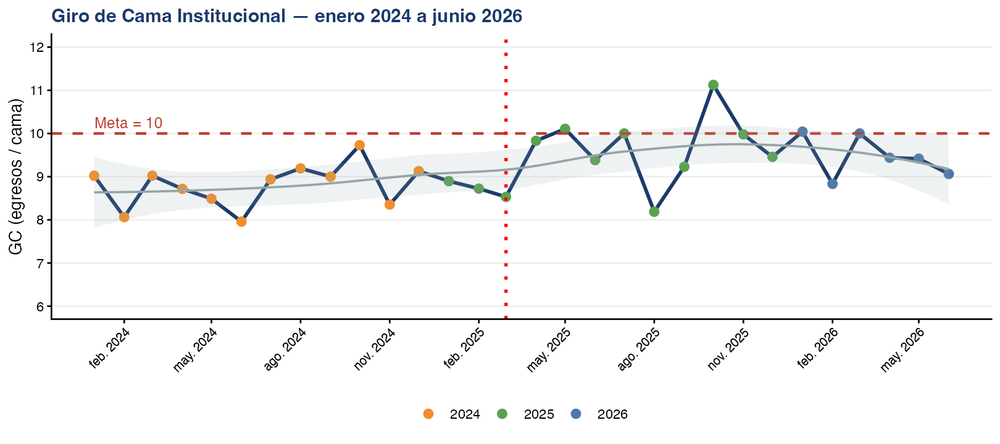 Giro de Cama Institucional — enero 2024 a junio 2026
GC (egresos / cama)
12
11
10
9
8
7
6
Meta = 10
feb. 2024
may. 2024
ago. 2024
nov. 2024
feb. 2025
may. 2025
ago. 2025
nov. 2025
feb. 2026
may. 2026
2024
2025
2026